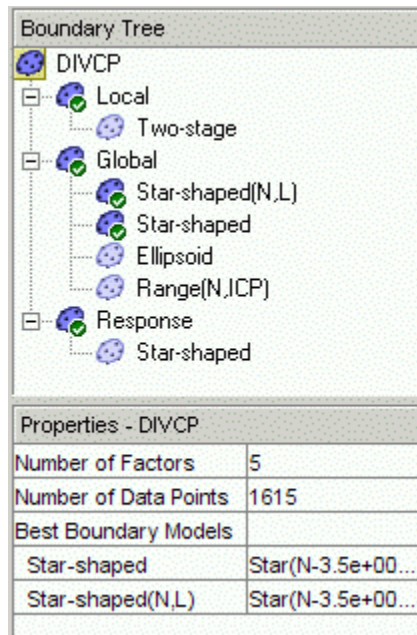 Boundary Tree
DIVCP
Local
Two-stage
Global
Star-shaped(N,L)
Star-shaped
Ellipsoid
Range(N,ICP)
Response
Star-shaped
Properties - DIVCP
Number of Factors 5
Number of Data Points 1615
Best Boundary Models
Star-shaped Star(N-3.5e+00...
Star-shaped(N,L) Star(N-3.5e+00...